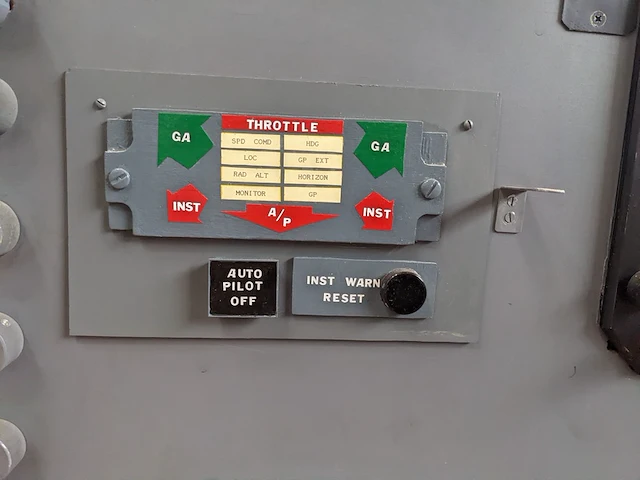 THROTTLE
GA
GA
SPD COMD
HDG
LOC
GP EXT
RAD ALT
HORIZON
MONITOR
GP
INST
A/P
INST
AUTO
PILOT
OFF
INST WARN
RESET